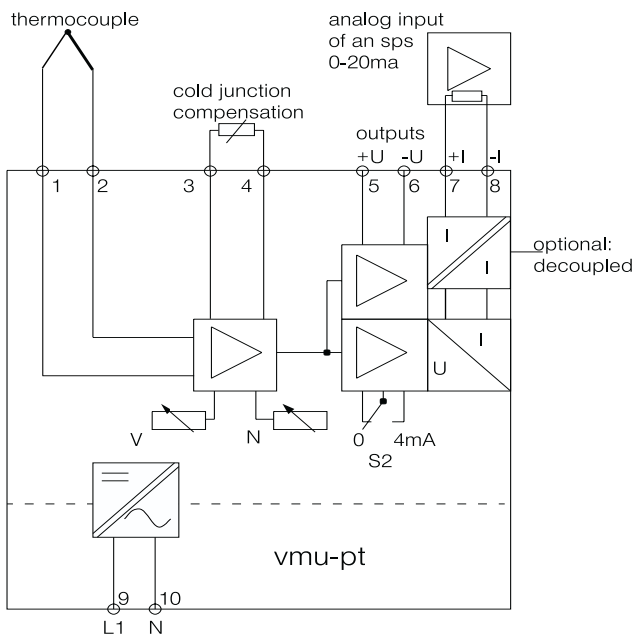 thermocouple
analog input
of an sps
0-20ma
cold junction
compensation
outputs
+U -U +I -I
1 2 3 4 5 6 7 8
I
I
optional:
decoupled
I
U
V N
0 4mA
S2
vmu-pt
9 10
L1 N